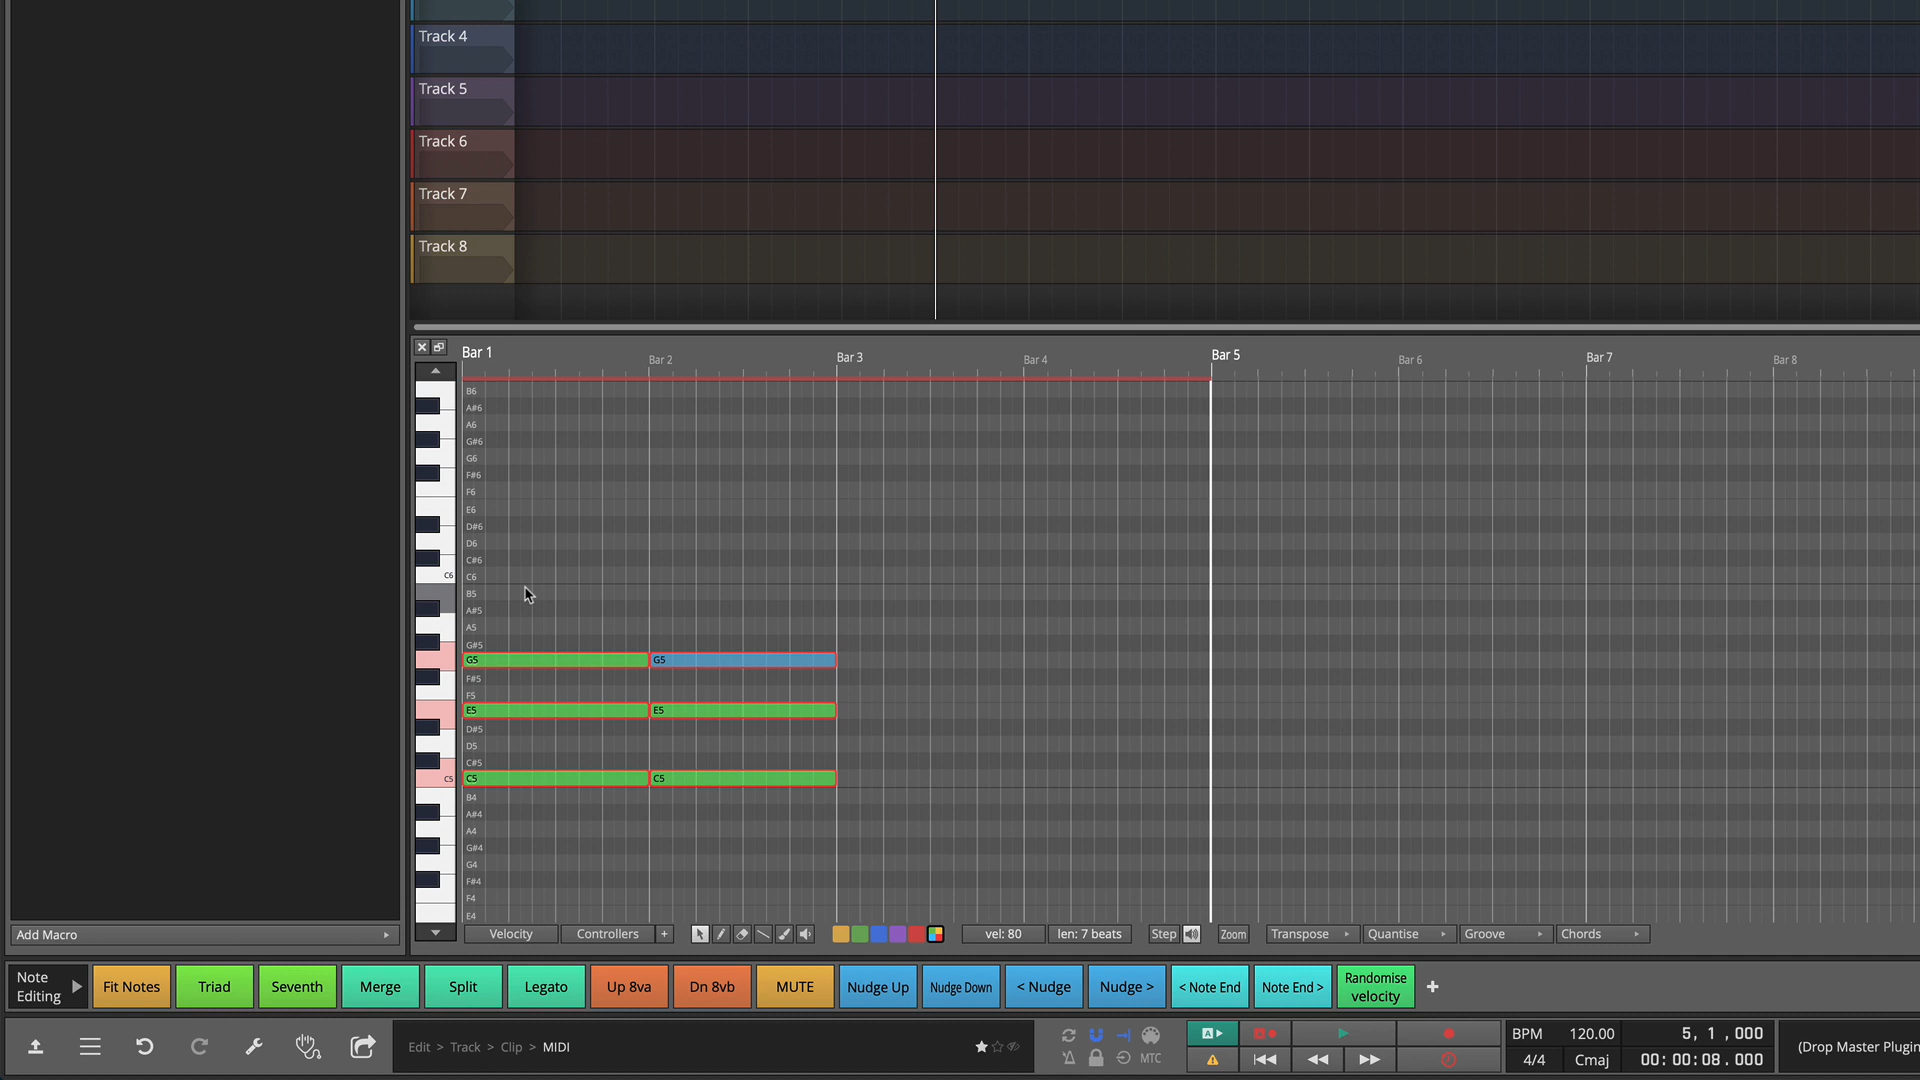 Track 4
Track 5
Track 6
Track 7
Track 8
Bar 1 Bar 2 Bar 3 Bar 4 Bar 5 Bar 6 Bar 7 Bar 8
B6
A#6
A6
G#6
G6
F#6
F6
E6
D#6
D6
C#6
C6 C6
B5
A#5
A5
G#5
G5 G5
F#5
F5
E5 E5
D#5
D5
C#5
C5 C5 C5
B4
A#4
A4
G#4
G4
F#4
F4
E4
Add Macro
Velocity Controllers + vel: 80 len: 7 beats Step Zoom Transpose Quantise Groove Chords
Note Editing
Fit Notes Triad Seventh Merge Split Legato Up 8va Dn 8vb MUTE Nudge Up Nudge Down < Nudge Nudge > < Note End Note End > Randomise velocity +
Edit > Track > Clip > MIDI
MTC
A
A
BPM 120.00 5, 1 ,000
4/4 Cmaj 00:00:08.000
(Drop Master Plugin